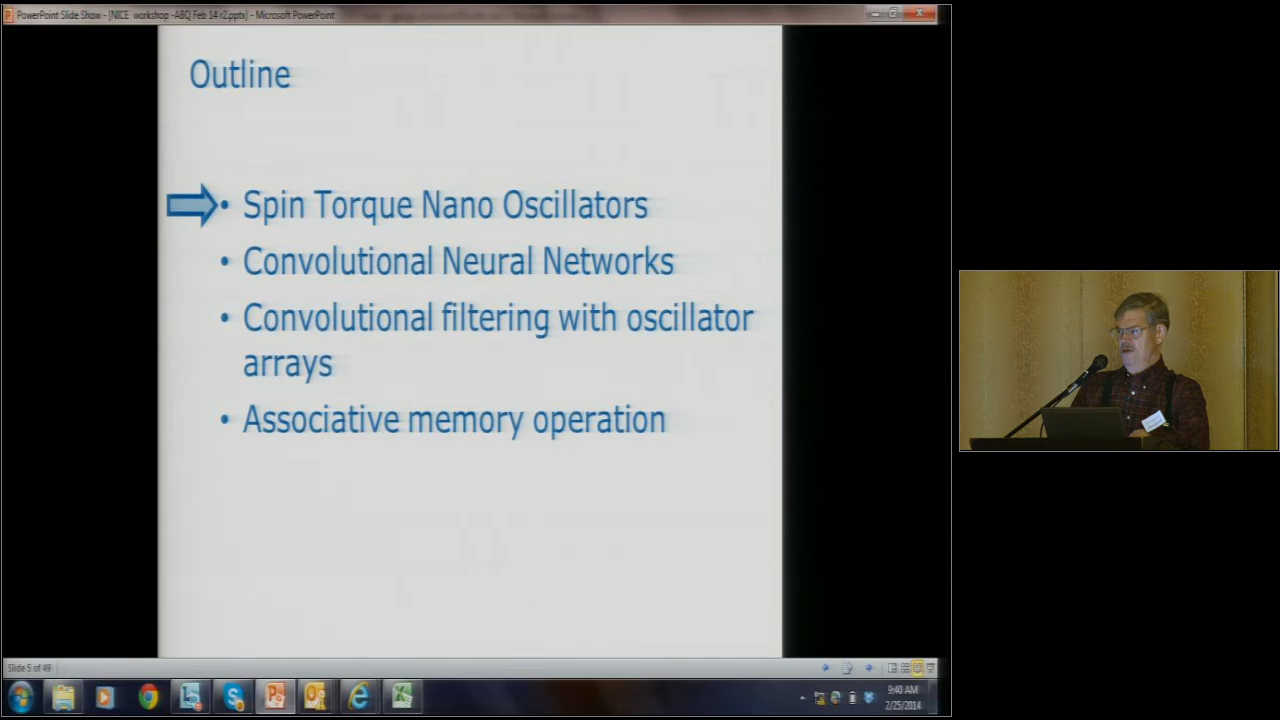 PowerPoint Slide Show - [NICE workshop -ABQ Feb 14 r2.pptx] - Microsoft PowerPoint
Outline
• Spin Torque Nano Oscillators
• Convolutional Neural Networks
• Convolutional filtering with oscillator
arrays
• Associative memory operation
Slide 5 of 49
9:40 AM
2/25/2014